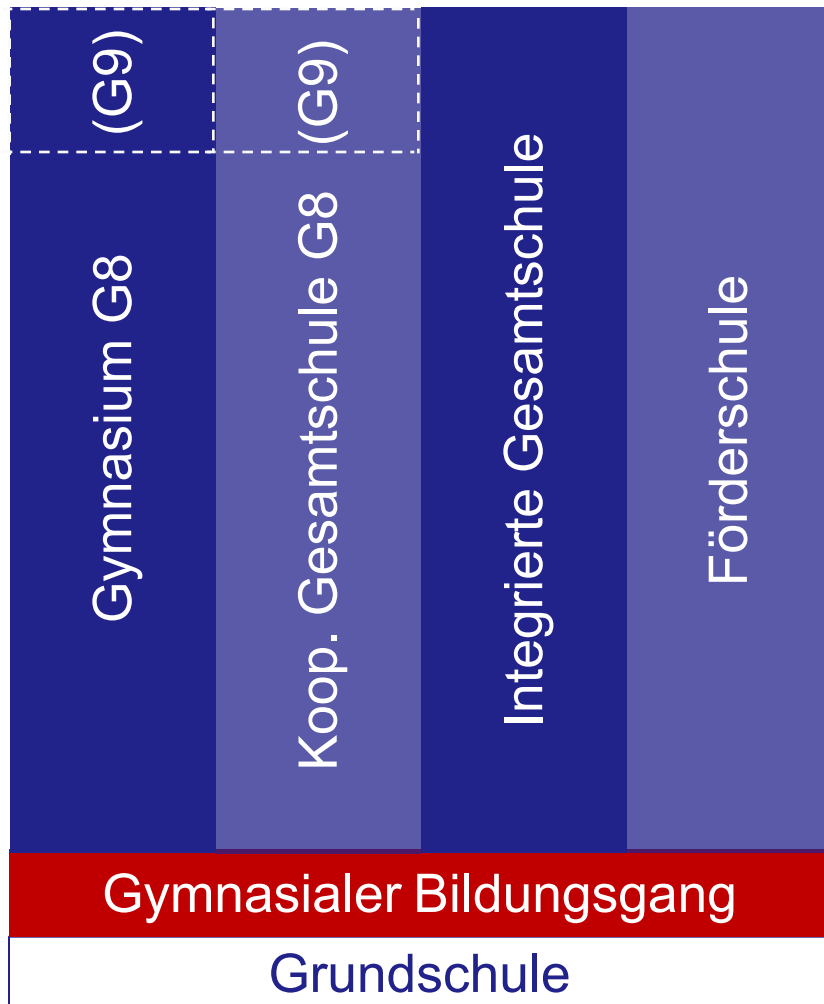 (G9)
Gymnasium G8
(G9)
Koop. Gesamtschule G8
Integrierte Gesamtschule
Förderschule
Gymnasialer Bildungsgang
Grundschule